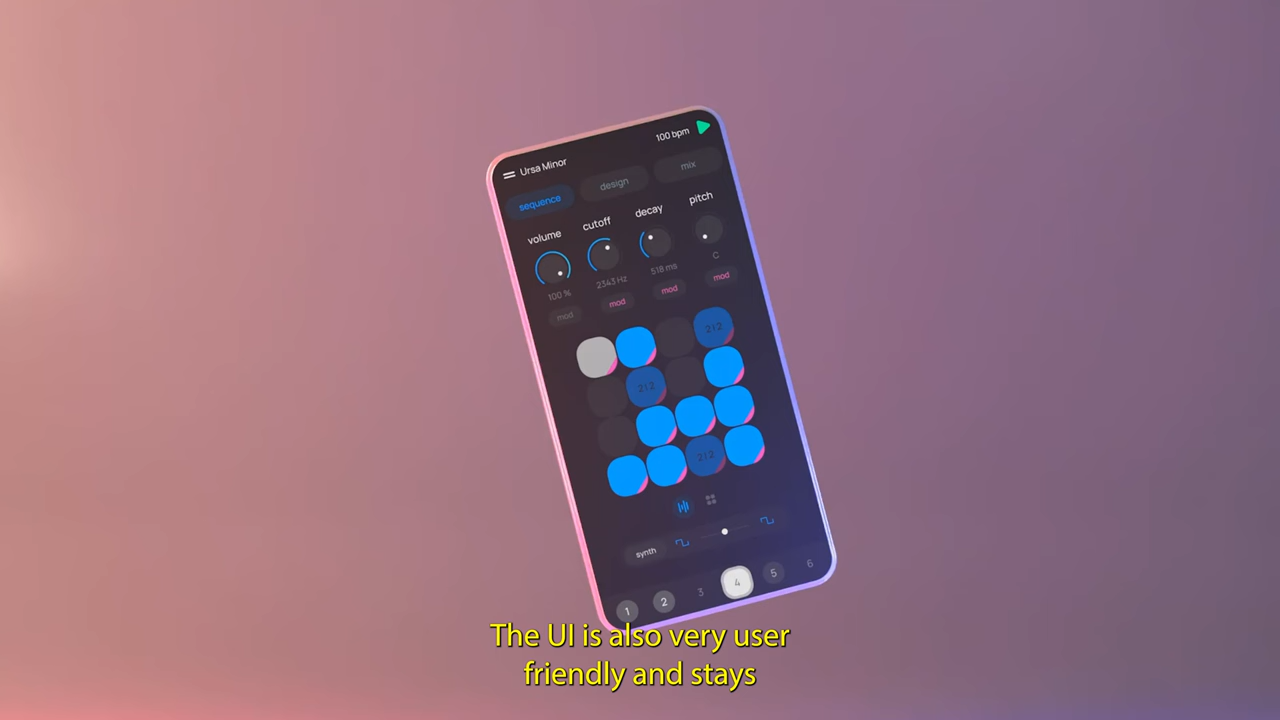 100 bpm
Ursa Minor
sequence design mix
volume cutoff decay pitch
100 % 2343 Hz 518 ms C
mod mod mod mod
2 | 2
2 | 2
2 | 2
synth
1 2 3 4 5 6
The UI is also very user
friendly and stays